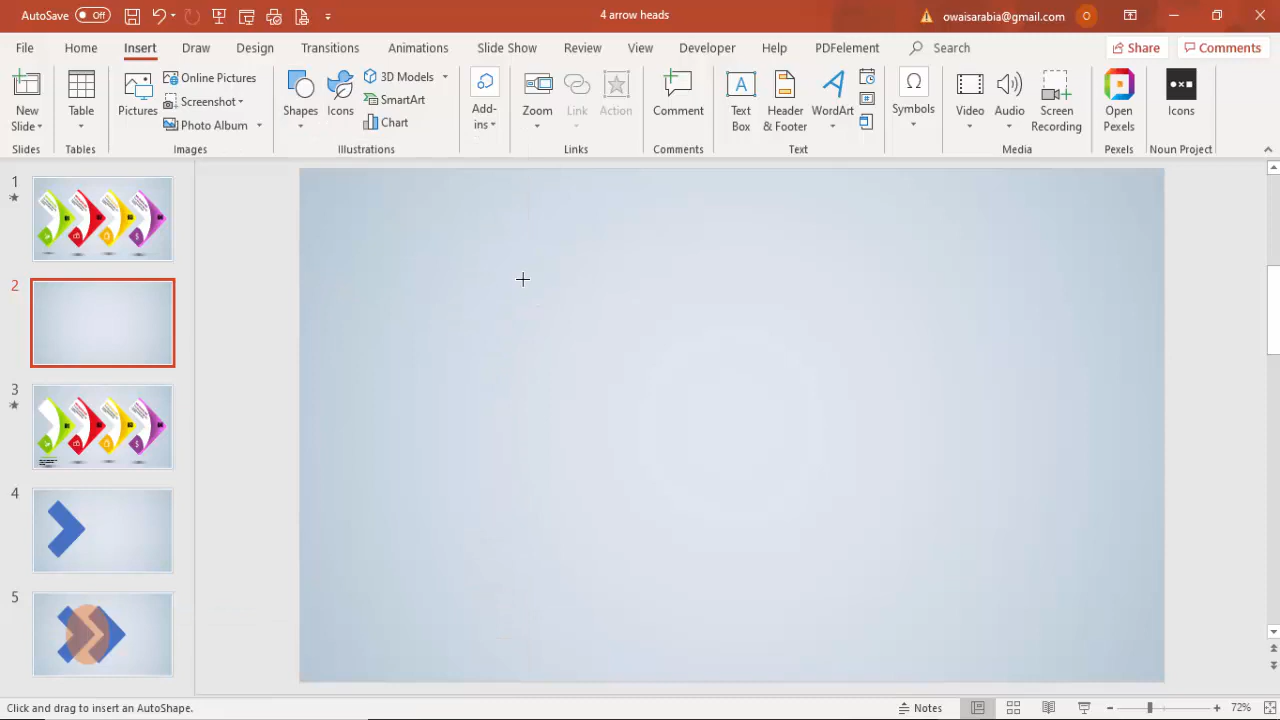 AutoSave Off
4 arrow heads
owaisarabia@gmail.com O
File Home Insert Draw Design Transitions Animations Slide Show Review View Developer Help PDFelement Search Share Comments
New Slide
Slides
Table
Tables
Pictures
Online Pictures
Screenshot
Photo Album
Images
Shapes
Icons
3D Models
SmartArt
Chart
Illustrations
Add-ins
Zoom
Link
Action
Links
Comment
Comments
Text Box
Header & Footer
WordArt
Text
Symbols
Video
Audio
Screen Recording
Media
Open Pexels
Pexels
Icons
Noun Project
1
2
3
4
5
Click and drag to insert an AutoShape.
Notes
72%